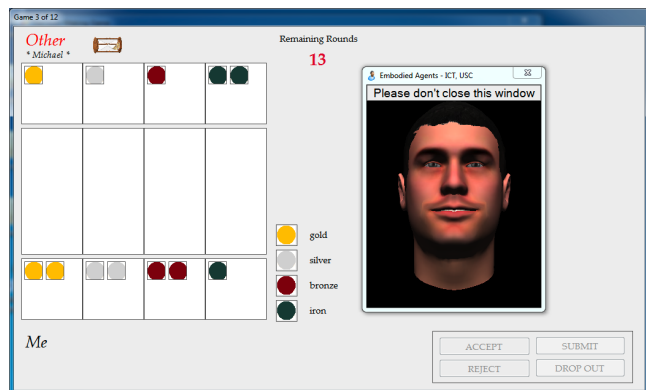 Game 3 of 12
Other
* Michael *
Remaining Rounds
13
Embodied Agents - ICT, USC
Please don't close this window
gold
silver
bronze
iron
Me
ACCEPT
SUBMIT
REJECT
DROP OUT